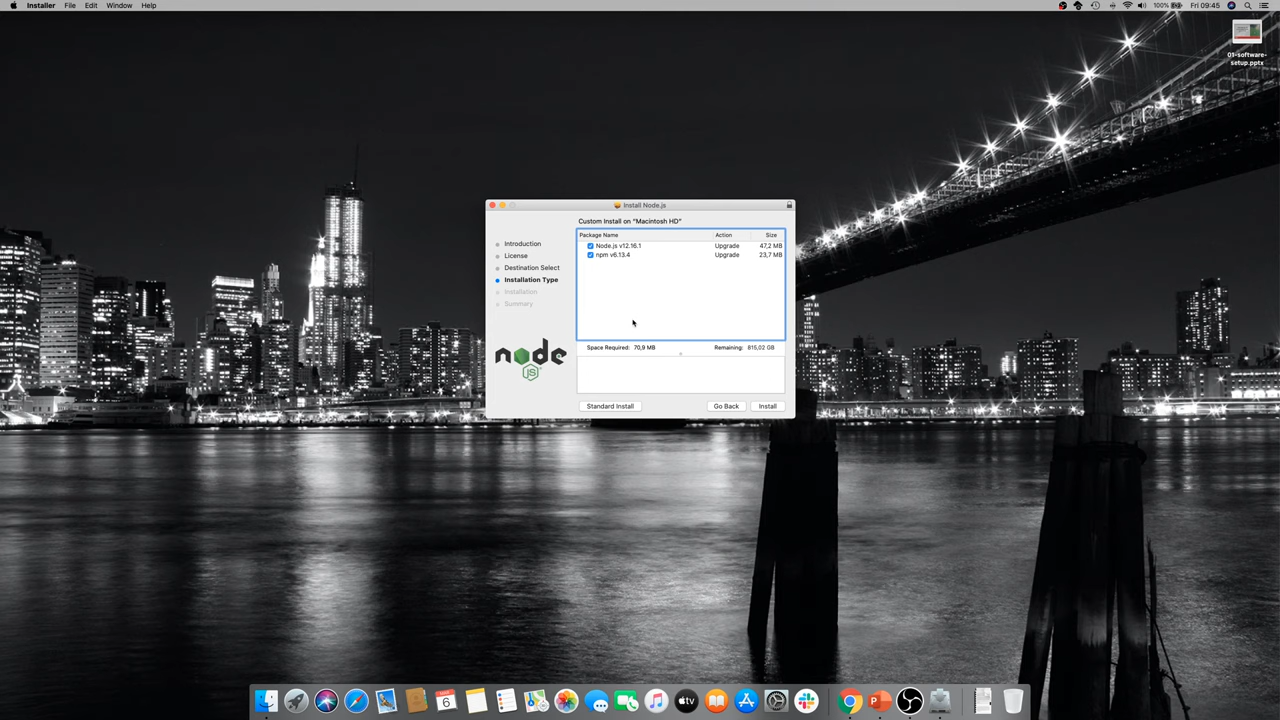 Installer File Edit Window Help
100% Fri 09:45
01-software-setup.pptx
Install Node.js
Custom Install on "Macintosh HD"
Package Name Action Size
Node.js v12.16.1 Upgrade 47,2 MB
npm v6.13.4 Upgrade 23,7 MB
Introduction
License
Destination Select
Installation Type
Installation
Summary
node
JS
Space Required: 70,9 MB Remaining: 815,02 GB
Standard Install Go Back Install
6
tv